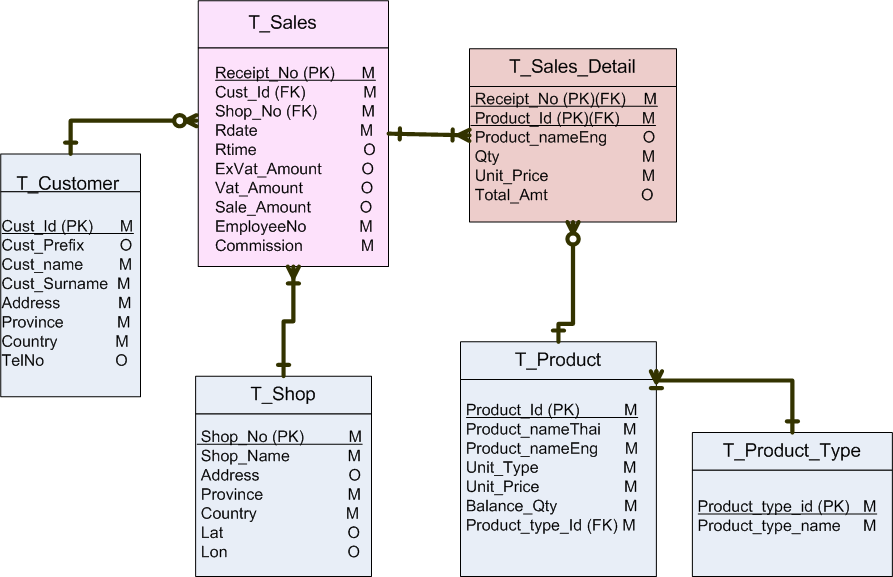 T_Sales
Receipt_No (PK) M
Cust_Id (FK) M
Shop_No (FK) M
Rdate M
Rtime O
ExVat_Amount O
Vat_Amount O
Sale_Amount O
EmployeeNo M
Commission M
T_Sales_Detail
Receipt_No (PK)(FK) M
Product_Id (PK)(FK) M
Product_nameEng O
Qty M
Unit_Price M
Total_Amt O
T_Customer
Cust_Id (PK) M
Cust_Prefix O
Cust_name M
Cust_Surname M
Address M
Province M
Country M
TelNo O
T_Shop
Shop_No (PK) M
Shop_Name M
Address O
Province M
Country M
Lat O
Lon O
T_Product
Product_Id (PK) M
Product_nameThai M
Product_nameEng M
Unit_Type M
Unit_Price M
Balance_Qty M
Product_type_Id (FK) M
T_Product_Type
Product_type_id (PK) M
Product_type_name M